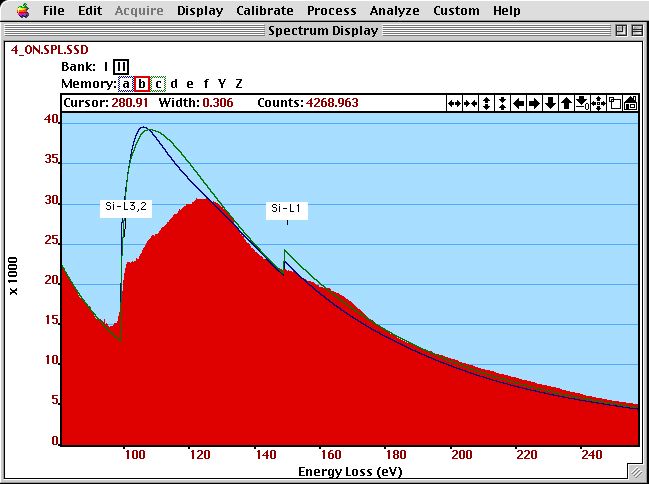 File Edit Display Acquire Calibrate Process Analyze Custom Help
Spectrum Display
4_0N.SPL.SSD
Bank: I II
Memory: a b c d e f Y Z
Cursor: 280.91 Width: 0.306 Counts: 4268.963
40
35
30
25
20
15
10
5
0
x 1000
Si-L3,2
Si-L1
100 120 140 160 180 200 220 240
Energy Loss (eV)